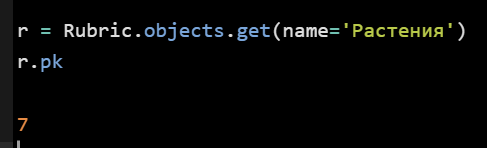 r = Rubric.objects.get(name='Растения')
r.pk
7